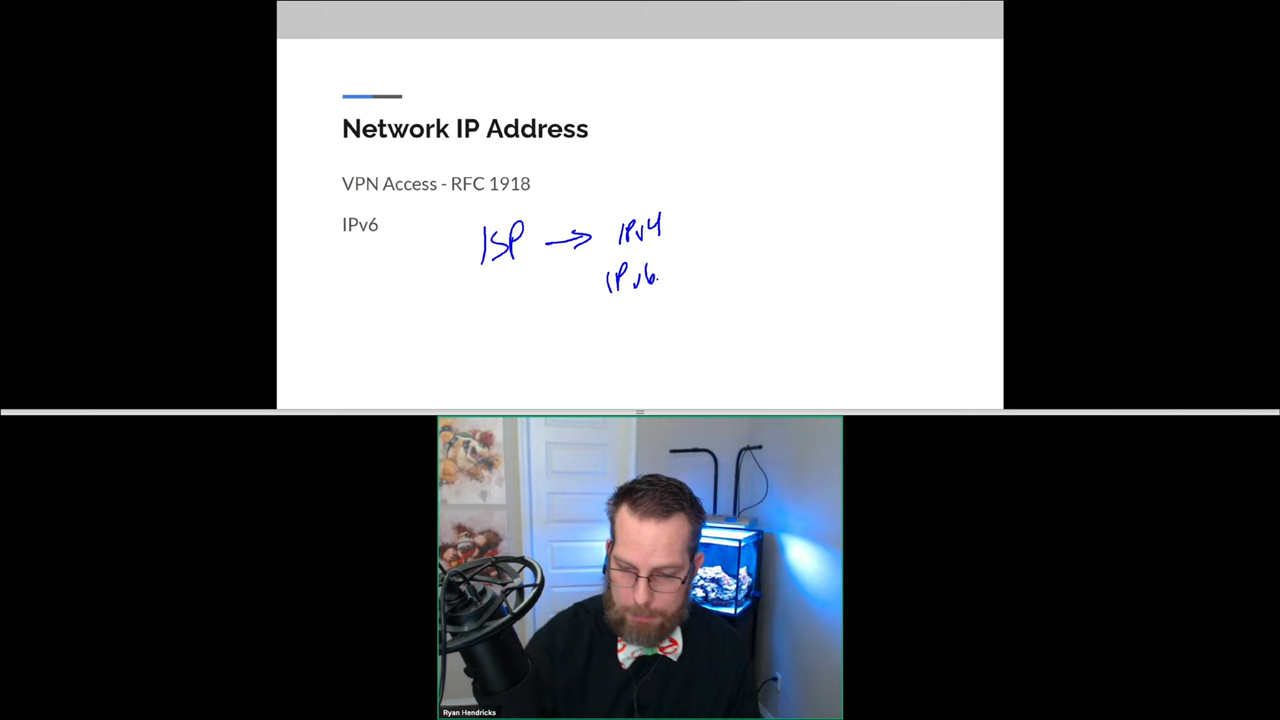 Network IP Address
VPN Access - RFC 1918
IPv6
ISP → IPv4
IPv6.
Ryan Hendricks